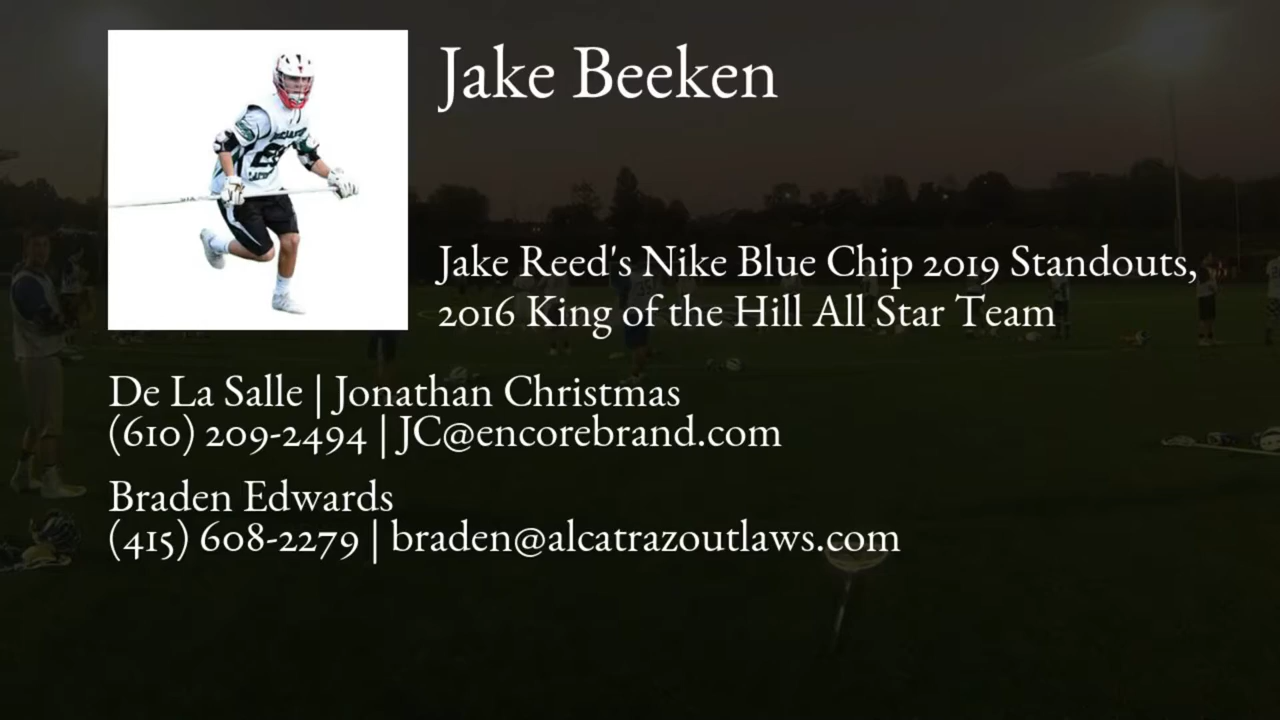 Jake Beeken
Jake Reed's Nike Blue Chip 2019 Standouts,
2016 King of the Hill All Star Team
De La Salle | Jonathan Christmas
(610) 209-2494 | JC@encorebrand.com
Braden Edwards
(415) 608-2279 | braden@alcatrazoutlaws.com